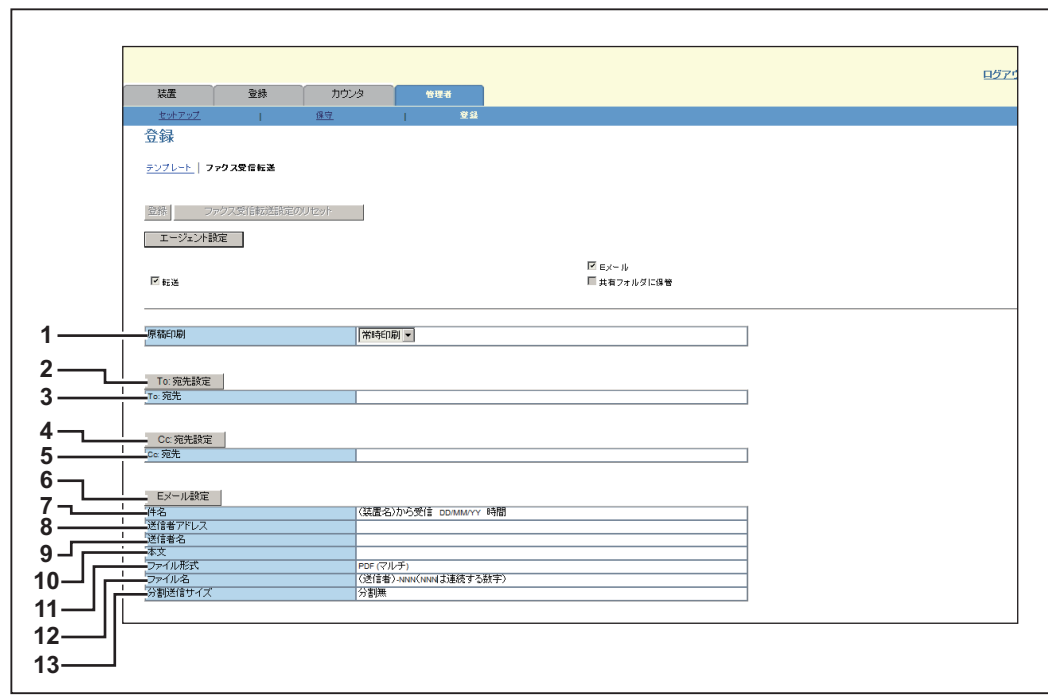 ログアウ
装置 登録 カウンタ 管理者
セットアップ | 保守 | 登録
登録
テンプレート | ファクス受信転送
登録 ファクス受信転送設定のリセット
エージェント設定
Eメール
転送 共有フォルダに保管
1 原稿印刷 常時印刷
2 To: 宛先設定
3 To: 宛先
4 Cc: 宛先設定
5 Cc: 宛先
6 Eメール設定
7 件名 (装置名)から受信 DD/MM/YY 時間
8 送信者アドレス
9 送信者名
10 本文
11 ファイル形式 PDF (マルチ)
12 ファイル名 (送信者)-NNN(NNNは連続する数字)
13 分割送信サイズ 分割無